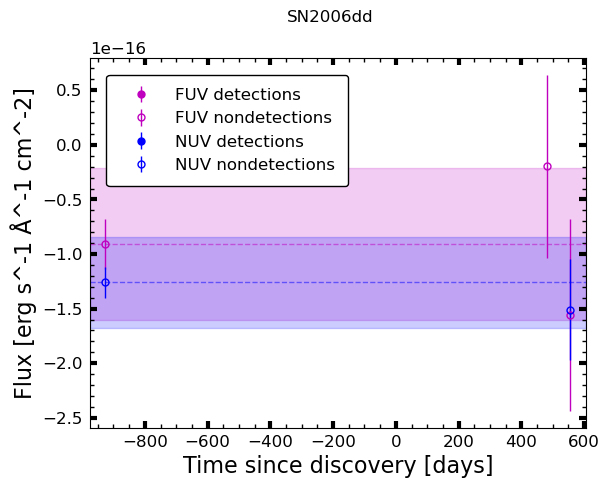 SN2006dd
1e−16
FUV detections
FUV nondetections
NUV detections
NUV nondetections
0.5
0.0
−0.5
−1.0
−1.5
−2.0
−2.5
Flux [erg s^-1 Å^-1 cm^-2]
−800 −600 −400 −200 0 200 400 600
Time since discovery [days]